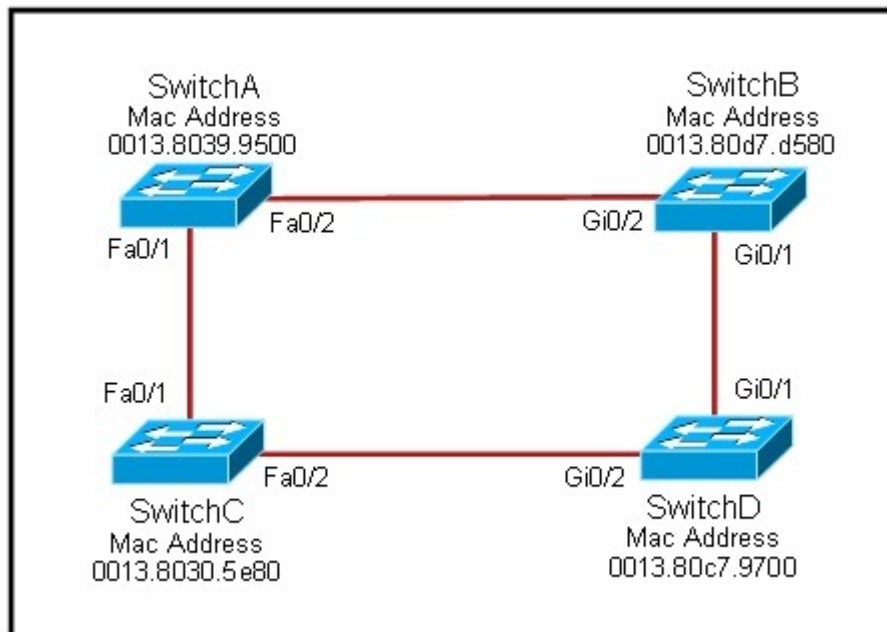 SwitchA
Mac Address
0013.8039.9500
SwitchB
Mac Address
0013.80d7.d580
Fa0/1
Fa0/2
Gi0/2
Gi0/1
Fa0/1
Gi0/1
Fa0/2
Gi0/2
SwitchC
Mac Address
0013.8030.5e80
SwitchD
Mac Address
0013.80c7.9700